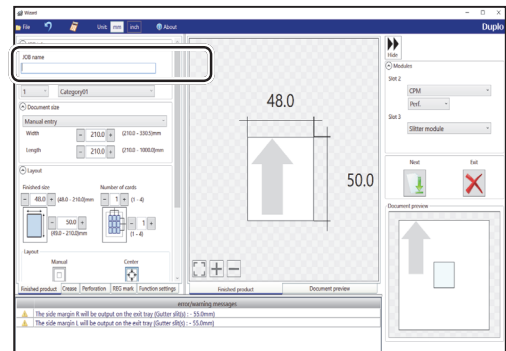 Wizard
File
Unit: mm inch
About
Duplo
JOB name
1 Category01
Document size
Manual entry
Width - 210.0 + (210.0 - 330.5)mm
Length - 210.0 + (210.0 - 1000.0)mm
Layout
Finished size
Number of cards
- 48.0 + (48.0 - 210.0)mm
- 1 + (1 - 4)
- 50.0 +
(49.0 - 210.0)mm
- 1 +
(1 - 4)
Layout
Manual
Center
Finished product
Crease
Perforation
REG mark
Function settings
48.0
50.0
Finished product
Document preview
Hide
Modules
Slot 2
CPM
Perf.
Slot 3
Slitter module
Next
Exit
Document preview
error/warning messages
The side margin R will be output on the exit tray (Gutter slit(s) : - 55.0mm)
The side margin L will be output on the exit tray (Gutter slit(s) : - 55.0mm)